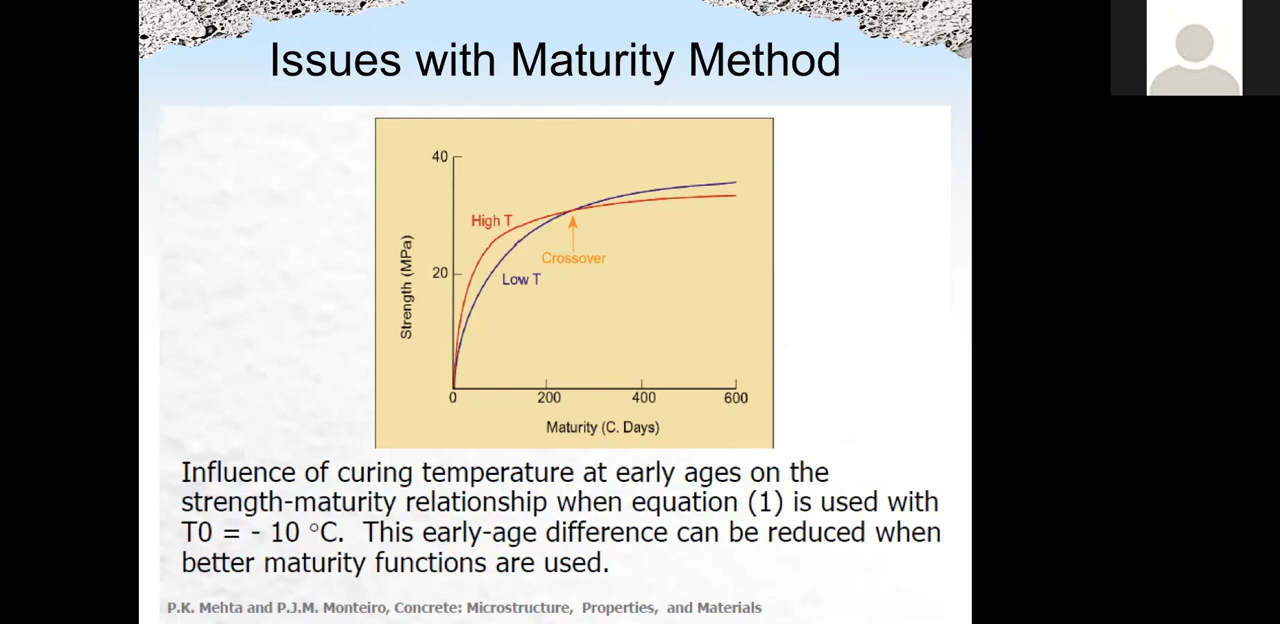 Issues with Maturity Method
40
High T
Crossover
20
Low T
Strength (MPa)
0
200
400
600
Maturity (C. Days)
Influence of curing temperature at early ages on the
strength-maturity relationship when equation (1) is used with
T0 = - 10 °C. This early-age difference can be reduced when
better maturity functions are used.
P.K. Mehta and P.J.M. Monteiro, Concrete: Microstructure, Properties, and Materials